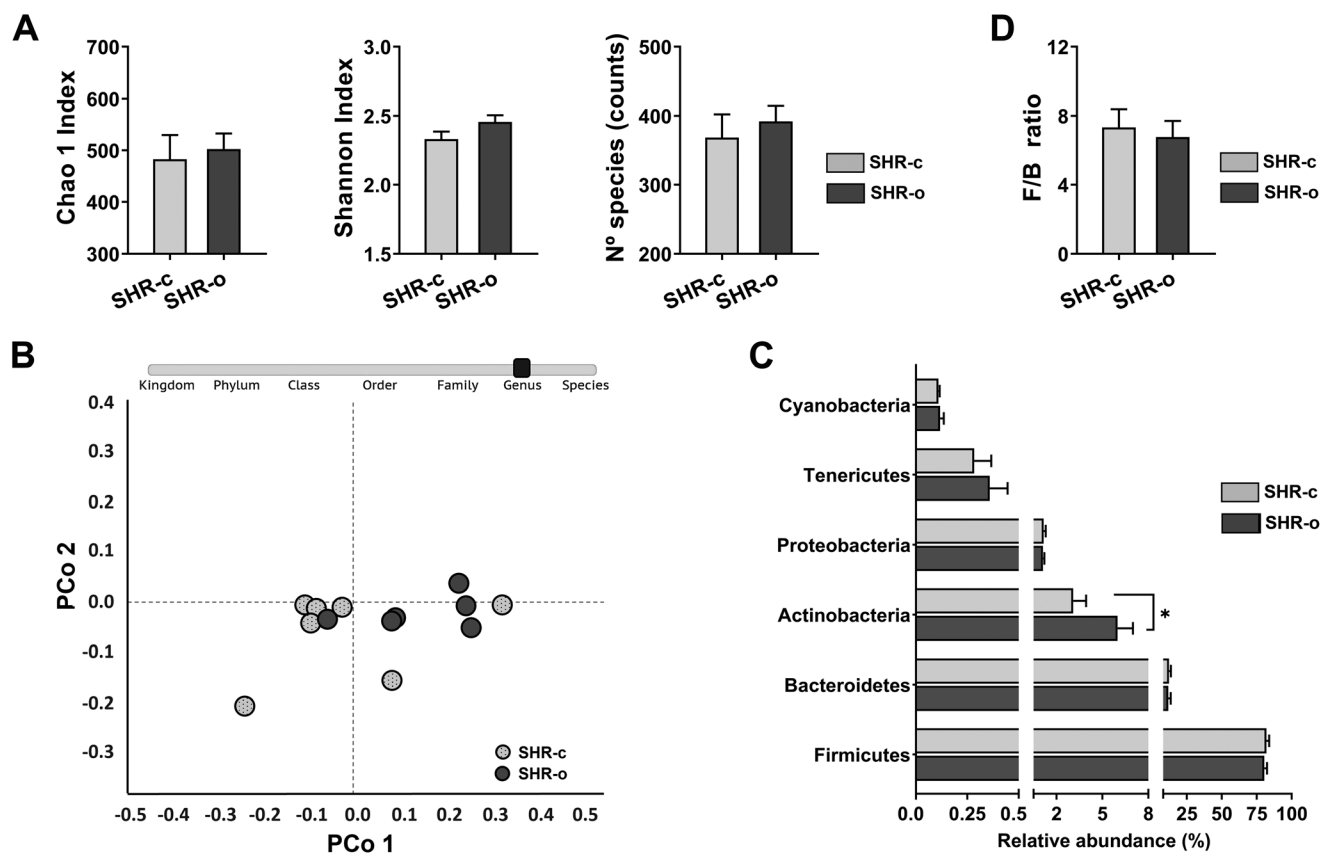 A
Chao 1 Index
700
600
500
400
300
SHR-c
SHR-o
Shannon Index
3.0
2.5
2.0
1.5
SHR-c
SHR-o
Nº species (counts)
500
400
300
200
SHR-c
SHR-o
SHR-c
SHR-o
D
F/B ratio
12
8
4
0
SHR-c
SHR-o
SHR-c
SHR-o
B
Kingdom Phylum Class Order Family Genus Species
PCo 2
0.4
0.3
0.2
0.1
0.0
-0.1
-0.2
-0.3
SHR-c
SHR-o
-0.5 -0.4 -0.3 -0.2 -0.1 0.0 0.1 0.2 0.3 0.4 0.5
PCo 1
C
Cyanobacteria
Tenericutes
Proteobacteria
Actinobacteria
*
Bacteroidetes
Firmicutes
SHR-c
SHR-o
0.0 0.25 0.5 2 5 8 25 50 75 100
Relative abundance (%)